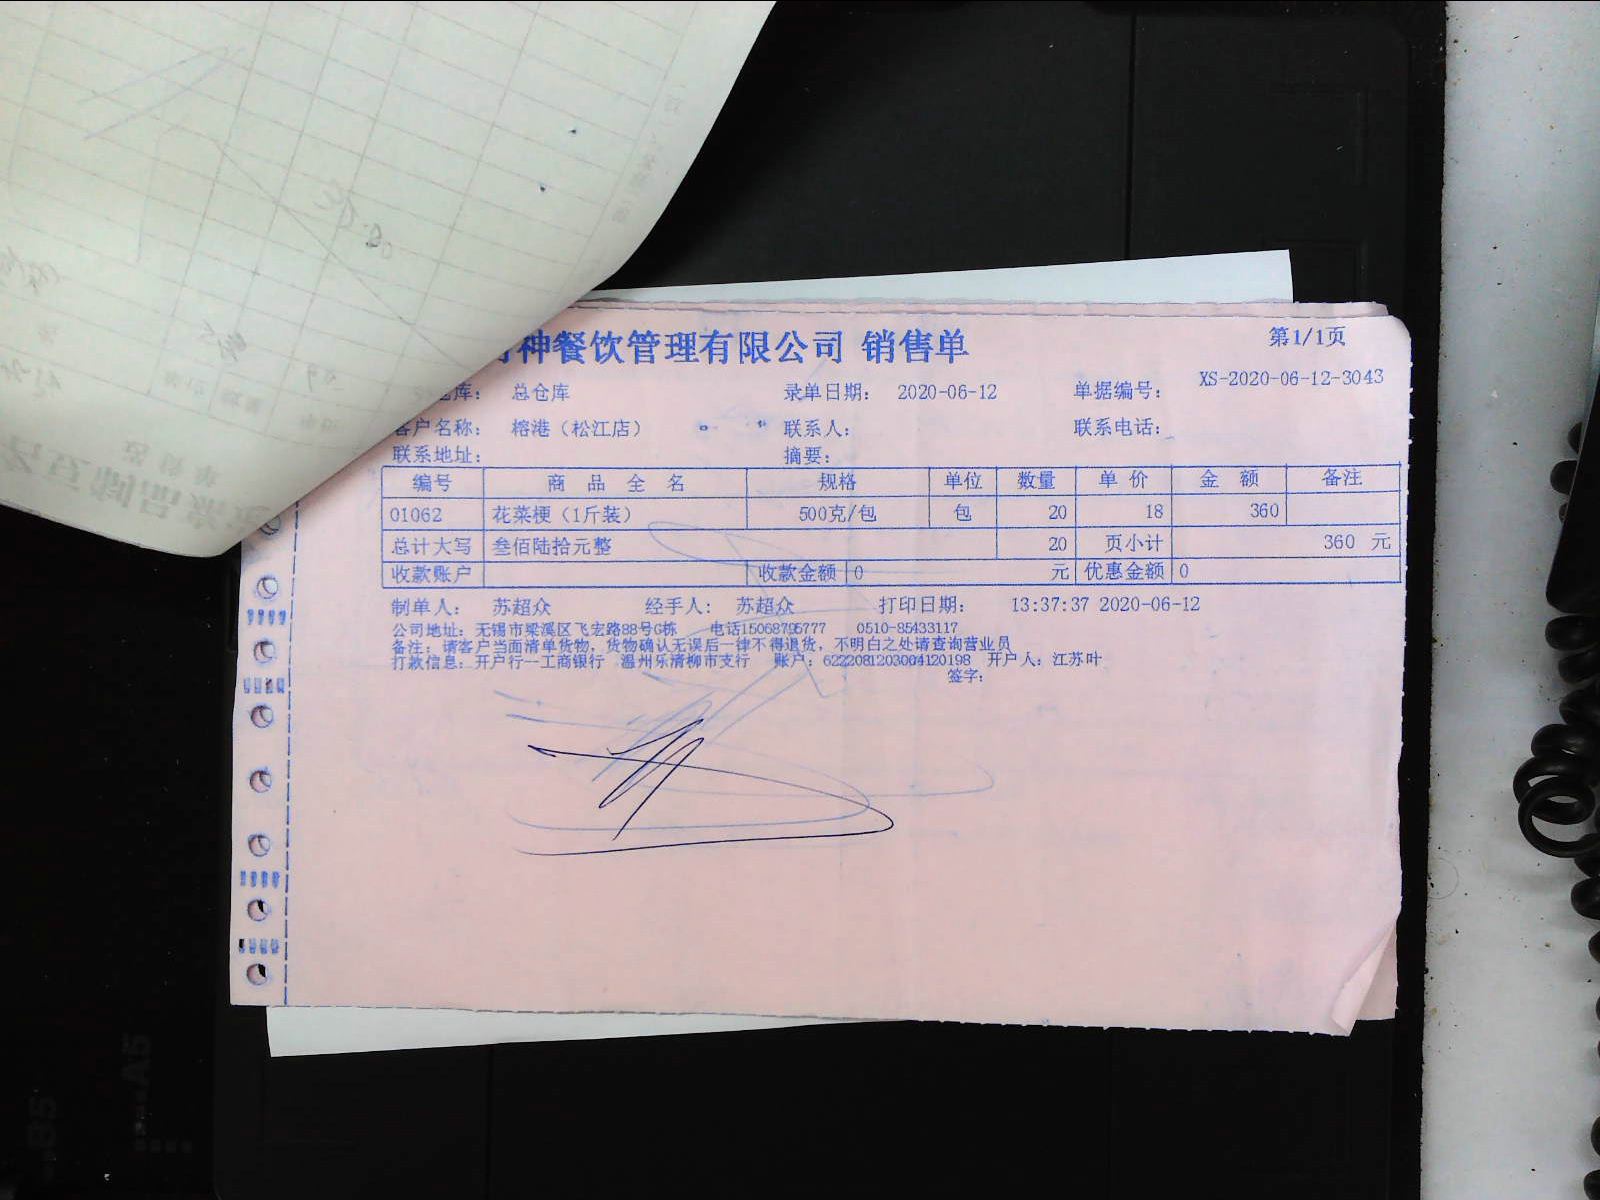 神餐饮管理有限公司 销售单
第1/1页
库: 总仓库 录单日期: 2020-06-12 单据编号: XS-2020-06-12-3043
客户名称: 榕港（松江店） 联系人: 联系电话:
联系地址: 摘要:
编号 商品全名 规格 单位 数量 单价 金额 备注
01062 花菜梗（1斤装） 500克/包 包 20 18 360
总计大写 叁佰陆拾元整 20 页小计 360 元
收款账户 收款金额 0 元 优惠金额 0
制单人: 苏超众 经手人: 苏超众 打印日期: 13:37:37 2020-06-12
公司地址: 无锡市梁溪区飞宏路88号G栋 电话15068795777 0510-85433117
备注: 请客户当面清单货物, 货物确认无误后一律不得退货, 不明白之处请查询营业员
打款信息: 开户行一工商银行 温州乐清柳市支行 账户: 6222081203004120198 开户人: 江苏叶
签字:
A5
B5